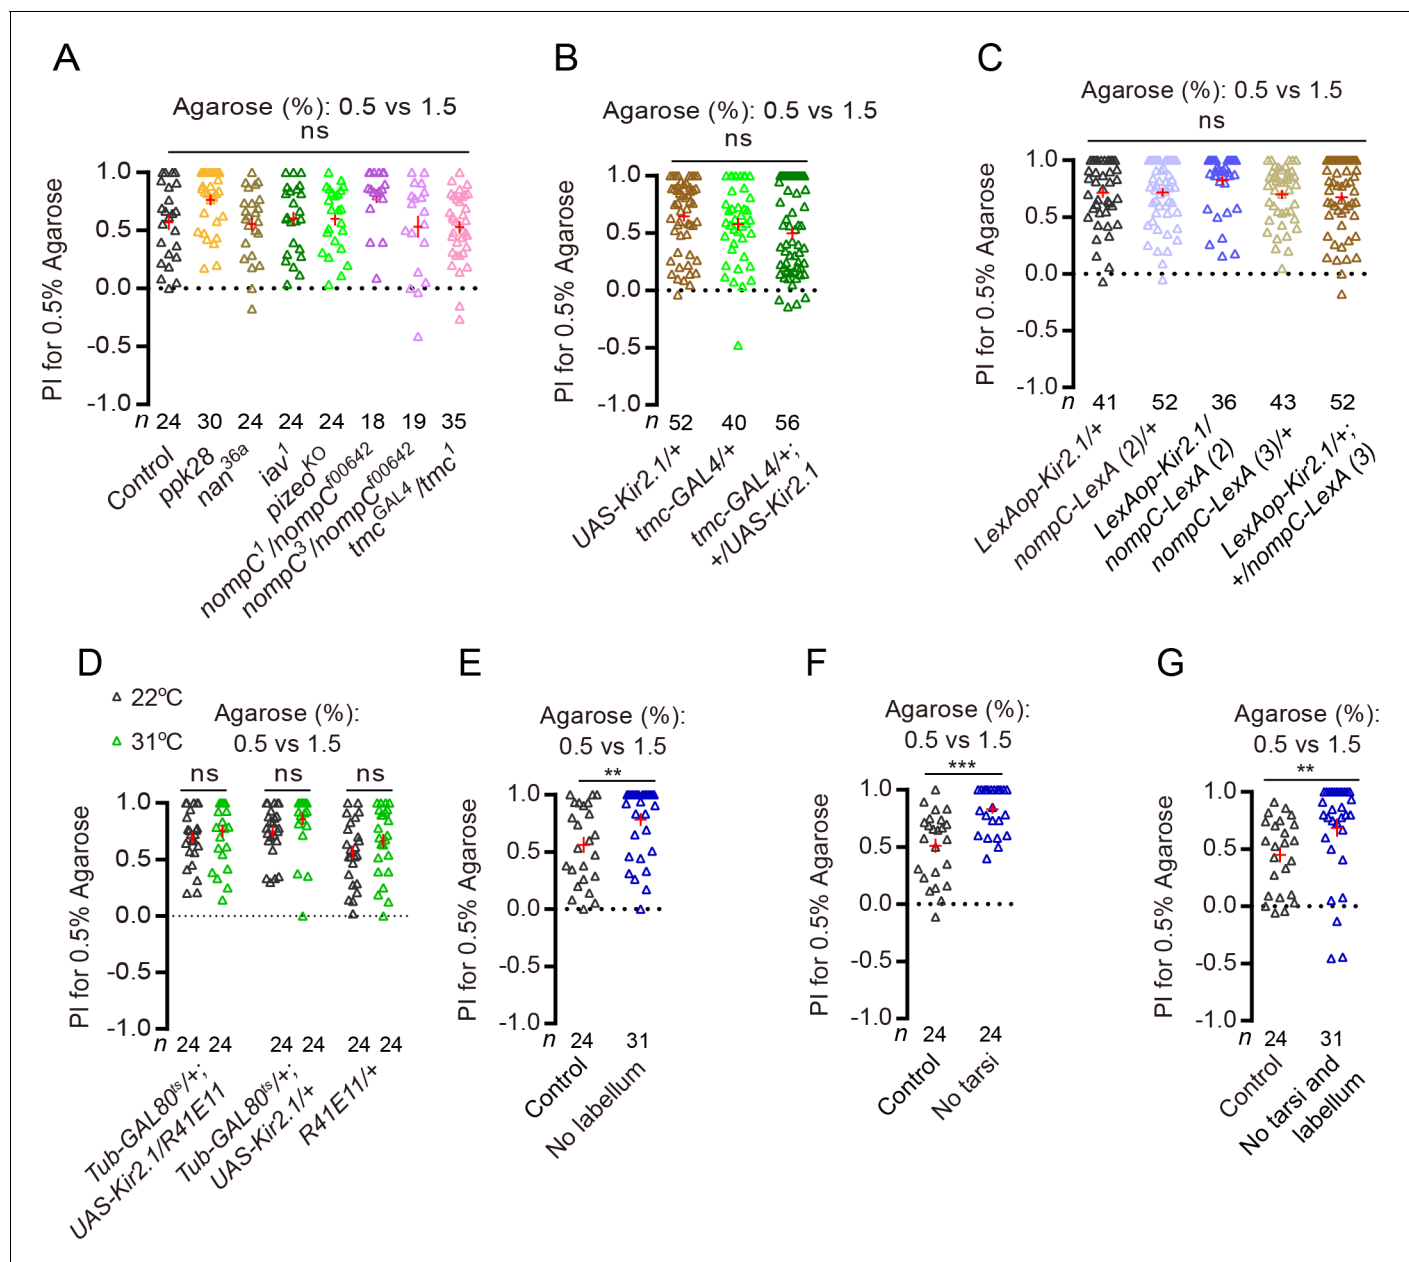 A
Agarose (%): 0.5 vs 1.5
ns
PI for 0.5% Agarose
1.0
0.5
0.0
-0.5
-1.0
n 24 30 24 24 24 18 19 35
Control
ppk28
nan36a
iav1
pizeoKO
nompC1/nompCf00642
nompC3/nompCf00642
tmcGAL4/tmc1
B
Agarose (%): 0.5 vs 1.5
ns
PI for 0.5% Agarose
1.0
0.5
0.0
-0.5
-1.0
n 52 40 56
UAS-Kir2.1/+
tmc-GAL4/+
tmc-GAL4/+;
+/UAS-Kir2.1
C
Agarose (%): 0.5 vs 1.5
ns
PI for 0.5% Agarose
1.0
0.5
0.0
-0.5
-1.0
n 41 52 36 43 52
LexAop-Kir2.1/+
nompC-LexA (2)/+
LexAop-Kir2.1/
nompC-LexA (2)
nompC-LexA (3)/+
LexAop-Kir2.1/+;
+/nompC-LexA (3)
D
22oC
31oC
Agarose (%):
0.5 vs 1.5
ns ns ns
PI for 0.5% Agarose
1.0
0.5
0.0
-0.5
-1.0
n 24 24 24 24 24 24
Tub-GAL80ts/+;
UAS-Kir2.1/R41E11
Tub-GAL80ts/+;
UAS-Kir2.1/+
R41E11/+
E
Agarose (%):
0.5 vs 1.5
**
PI for 0.5% Agarose
1.0
0.5
0.0
-0.5
-1.0
n 24 31
Control
No labellum
F
Agarose (%):
0.5 vs 1.5
***
PI for 0.5% Agarose
1.0
0.5
0.0
-0.5
-1.0
n 24 24
Control
No tarsi
G
Agarose (%):
0.5 vs 1.5
**
PI for 0.5% Agarose
1.0
0.5
0.0
-0.5
-1.0
n 24 31
Control
No tarsi and
labellum